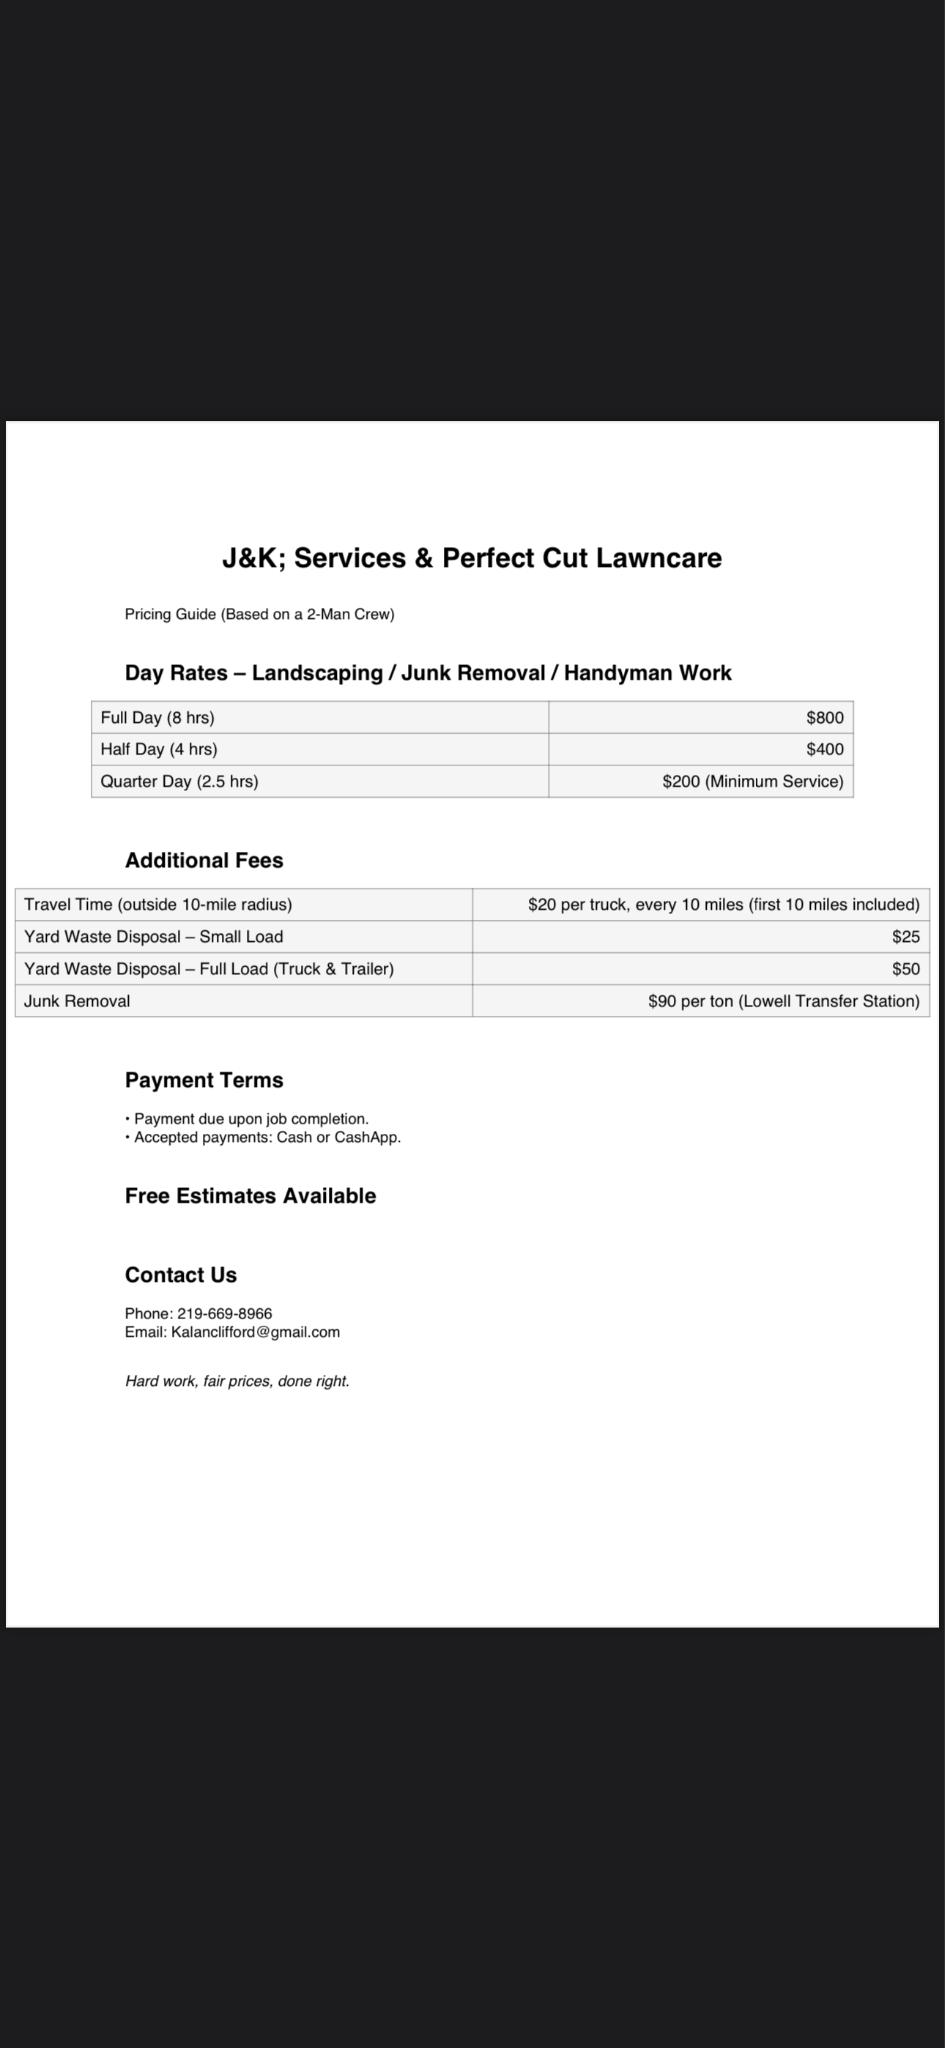 J&K; Services & Perfect Cut Lawncare
Pricing Guide (Based on a 2-Man Crew)
Day Rates – Landscaping / Junk Removal / Handyman Work
Full Day (8 hrs) $800
Half Day (4 hrs) $400
Quarter Day (2.5 hrs) $200 (Minimum Service)
Additional Fees
Travel Time (outside 10-mile radius) $20 per truck, every 10 miles (first 10 miles included)
Yard Waste Disposal – Small Load $25
Yard Waste Disposal – Full Load (Truck & Trailer) $50
Junk Removal $90 per ton (Lowell Transfer Station)
Payment Terms
• Payment due upon job completion.
• Accepted payments: Cash or CashApp.
Free Estimates Available
Contact Us
Phone: 219-669-8966
Email: Kalanclifford@gmail.com
Hard work, fair prices, done right.